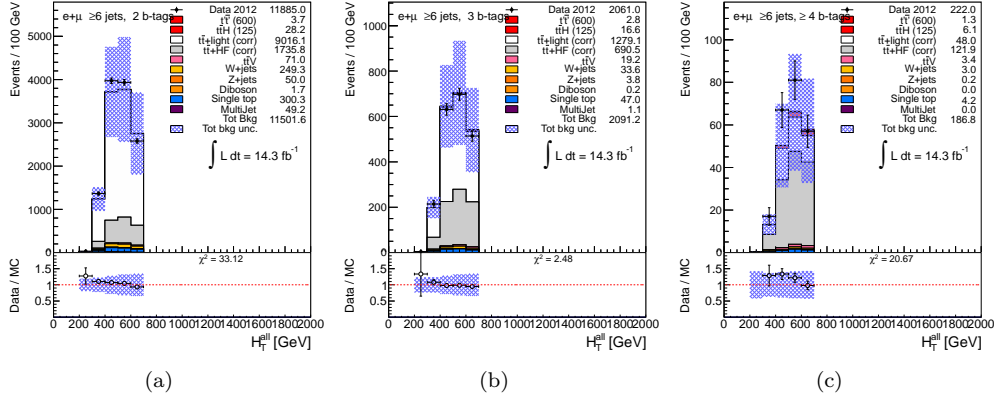 e+μ ≥6 jets, 2 b-tags
Data 2012 11885.0
tt̄ (600) 3.7
tt̄H (125) 28.2
tt̄+light (corr) 9016.1
tt̄+HF (corr) 1735.8
tt̄V 71.0
W+jets 249.3
Z+jets 50.0
Diboson 1.7
Single top 300.3
MultiJet 49.2
Tot Bkg 11501.6
Tot bkg unc.
∫ L dt = 14.3 fb⁻¹
Events / 100 GeV
5000
4000
3000
2000
1000
0
χ² = 33.12
Data / MC
1.5
1
0.5
0 200 400 600 800 1000 1200 1400 1600 1800 2000
H_T^all [GeV]
(a)
e+μ ≥6 jets, 3 b-tags
Data 2012 2061.0
tt̄ (600) 2.8
tt̄H (125) 16.6
tt̄+light (corr) 1279.1
tt̄+HF (corr) 690.5
tt̄V 19.2
W+jets 33.6
Z+jets 3.8
Diboson 0.2
Single top 47.0
MultiJet 1.1
Tot Bkg 2091.2
Tot bkg unc.
∫ L dt = 14.3 fb⁻¹
Events / 100 GeV
1000
800
600
400
200
0
χ² = 2.48
Data / MC
1.5
1
0.5
0 200 400 600 800 1000 1200 1400 1600 1800 2000
H_T^all [GeV]
(b)
e+μ ≥6 jets, ≥ 4 b-tags
Data 2012 222.0
tt̄ (600) 1.3
tt̄H (125) 6.1
tt̄+light (corr) 48.0
tt̄+HF (corr) 121.9
tt̄V 3.4
W+jets 3.0
Z+jets 0.2
Diboson 0.0
Single top 4.2
MultiJet 0.0
Tot Bkg 186.8
Tot bkg unc.
∫ L dt = 14.3 fb⁻¹
Events / 100 GeV
100
80
60
40
20
0
χ² = 20.67
Data / MC
1.5
1
0.5
0 200 400 600 800 1000 1200 1400 1600 1800 2000
H_T^all [GeV]
(c)